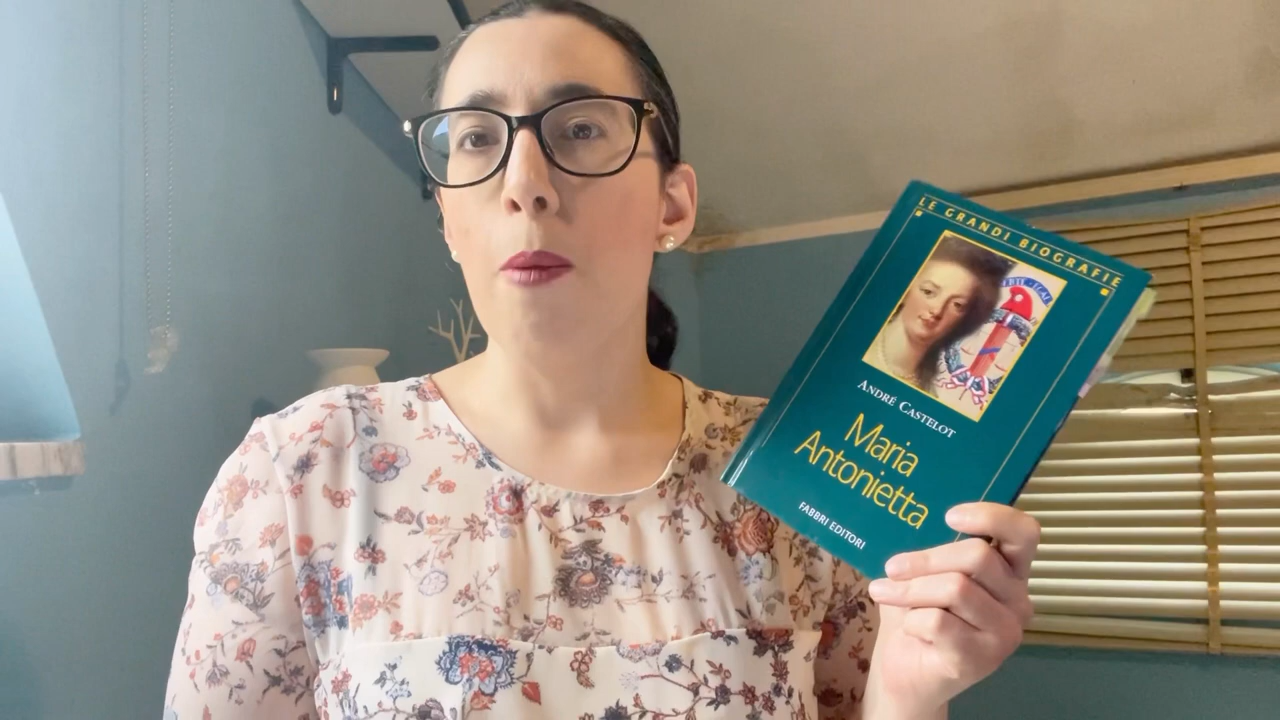 LE GRANDI BIOGRAFIE
ANDRÉ CASTELOT
Maria
Antonietta
FABBRI EDITORI